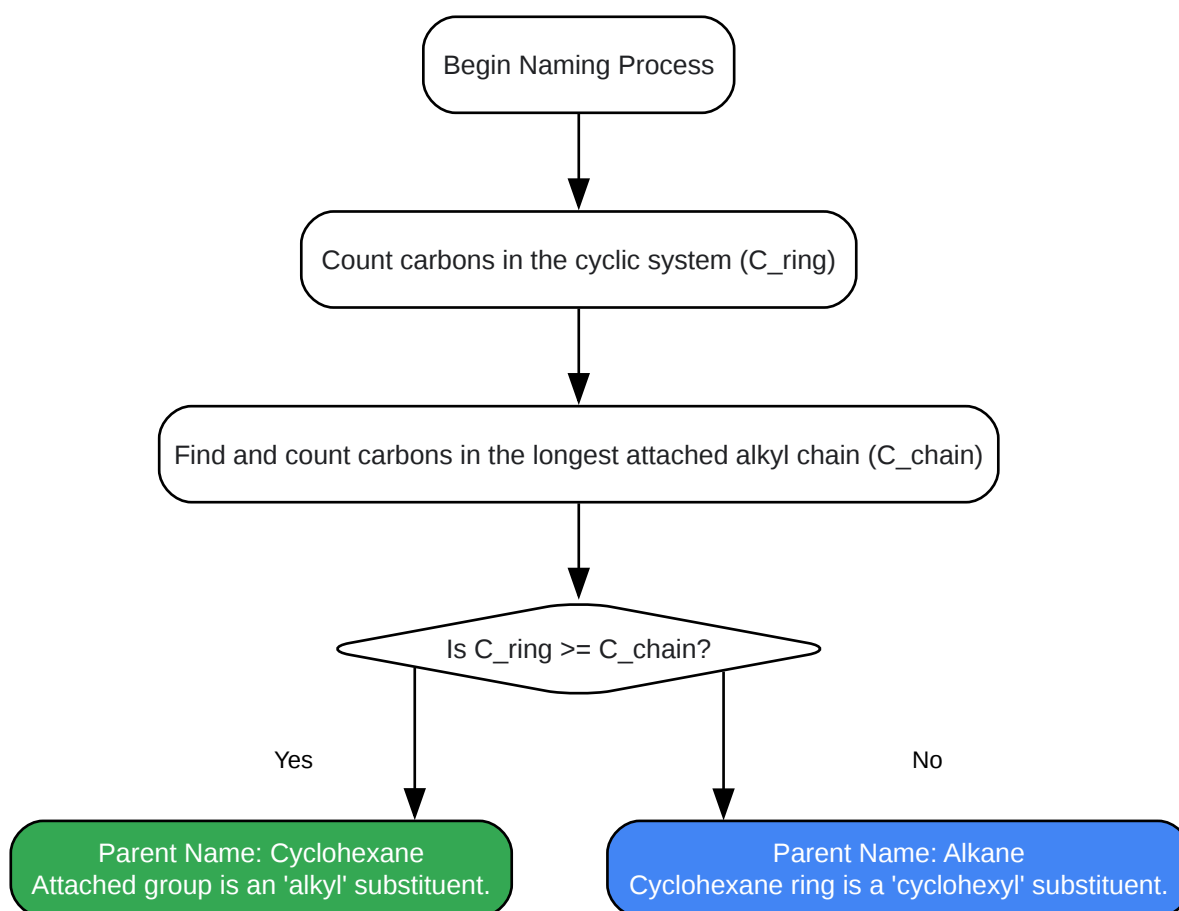 Begin Naming Process
Count carbons in the cyclic system (C_ring)
Find and count carbons in the longest attached alkyl chain (C_chain)
Is C_ring >= C_chain?
Yes
No
Parent Name: Cyclohexane
Attached group is an 'alkyl' substituent.
Parent Name: Alkane
Cyclohexane ring is a 'cyclohexyl' substituent.